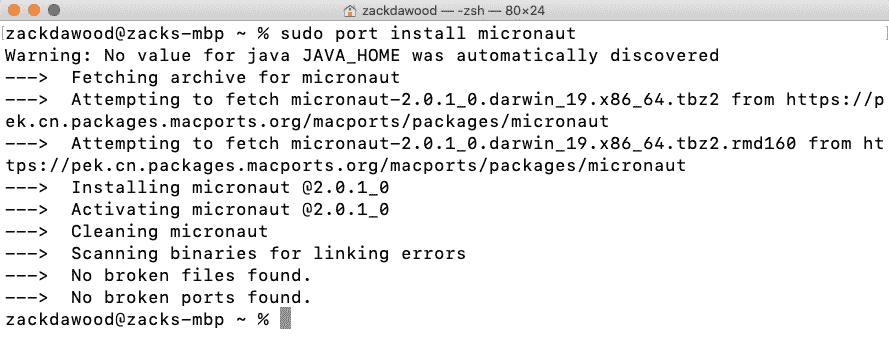 zackdawood — -zsh — 80×24
[zackdawood@zacks-mbp ~ % sudo port install micronaut ]
Warning: No value for java JAVA_HOME was automatically discovered
---> Fetching archive for micronaut
---> Attempting to fetch micronaut-2.0.1_0.darwin_19.x86_64.tbz2 from https://p
ek.cn.packages.macports.org/macports/packages/micronaut
---> Attempting to fetch micronaut-2.0.1_0.darwin_19.x86_64.tbz2.rmd160 from ht
tps://pek.cn.packages.macports.org/macports/packages/micronaut
---> Installing micronaut @2.0.1_0
---> Activating micronaut @2.0.1_0
---> Cleaning micronaut
---> Scanning binaries for linking errors
---> No broken files found.
---> No broken ports found.
zackdawood@zacks-mbp ~ %